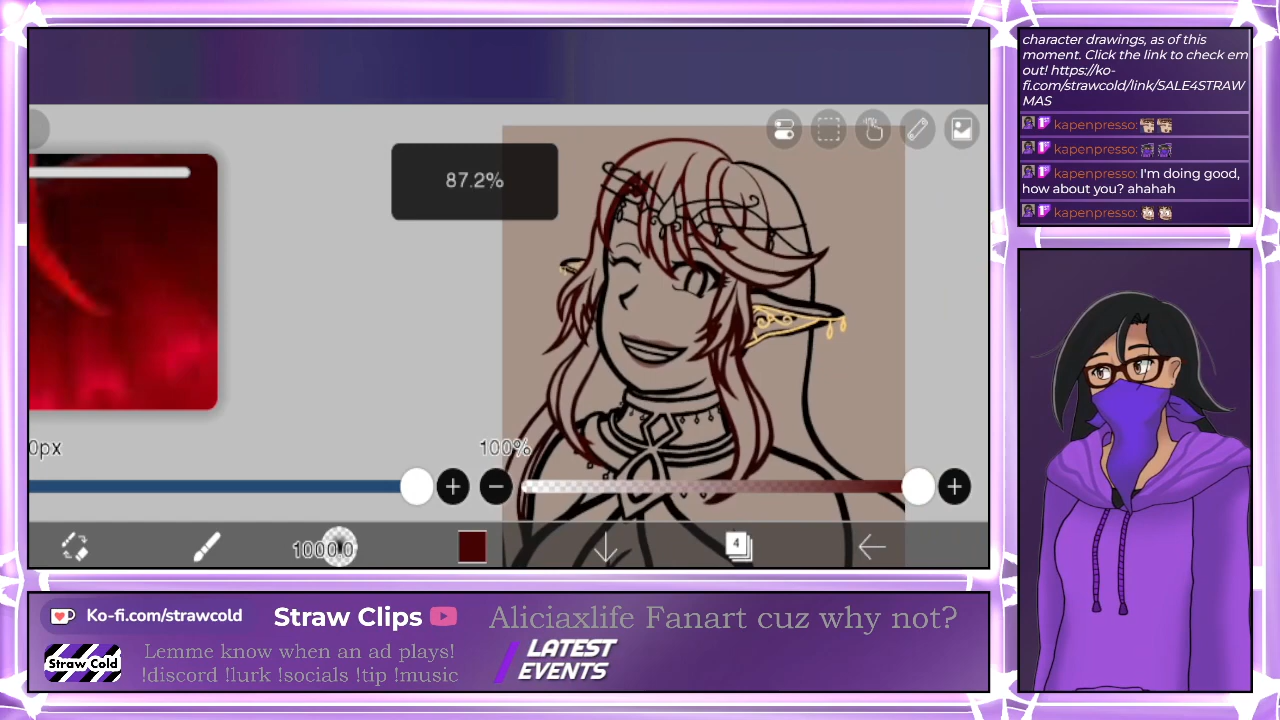 character drawings, as of this
moment. Click the link to check em
out! https://ko-
fi.com/strawcold/link/SALE4STRAW
MAS
kapenpresso:
kapenpresso:
kapenpresso: I'm doing good,
how about you? ahahah
kapenpresso:
87.2%
0px
100%
1000.0
4
Ko-fi.com/strawcold
Straw Clips
Aliciaxlife Fanart cuz why not?
Straw Cold
Lemme know when an ad plays!
!discord !lurk !socials !tip !music
LATEST
EVENTS